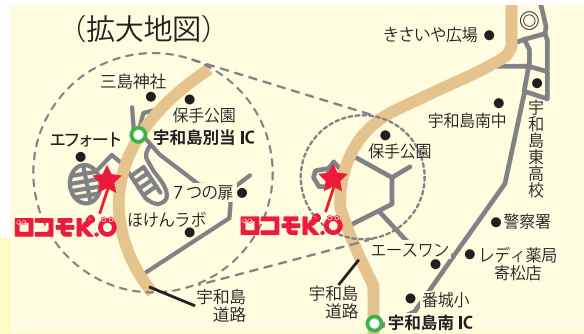 （拡大地図）
三島神社
保手公園
エフォート
宇和島別当 IC
７つの扉
ロコモK.O
ほけんラボ
宇和島
道路
きさいや広場
宇和島南中
宇和島東高校
保手公園
ロコモK.O
警察署
エースワン
レディ薬局
寄松店
宇和島
道路
番城小
宇和島南 IC